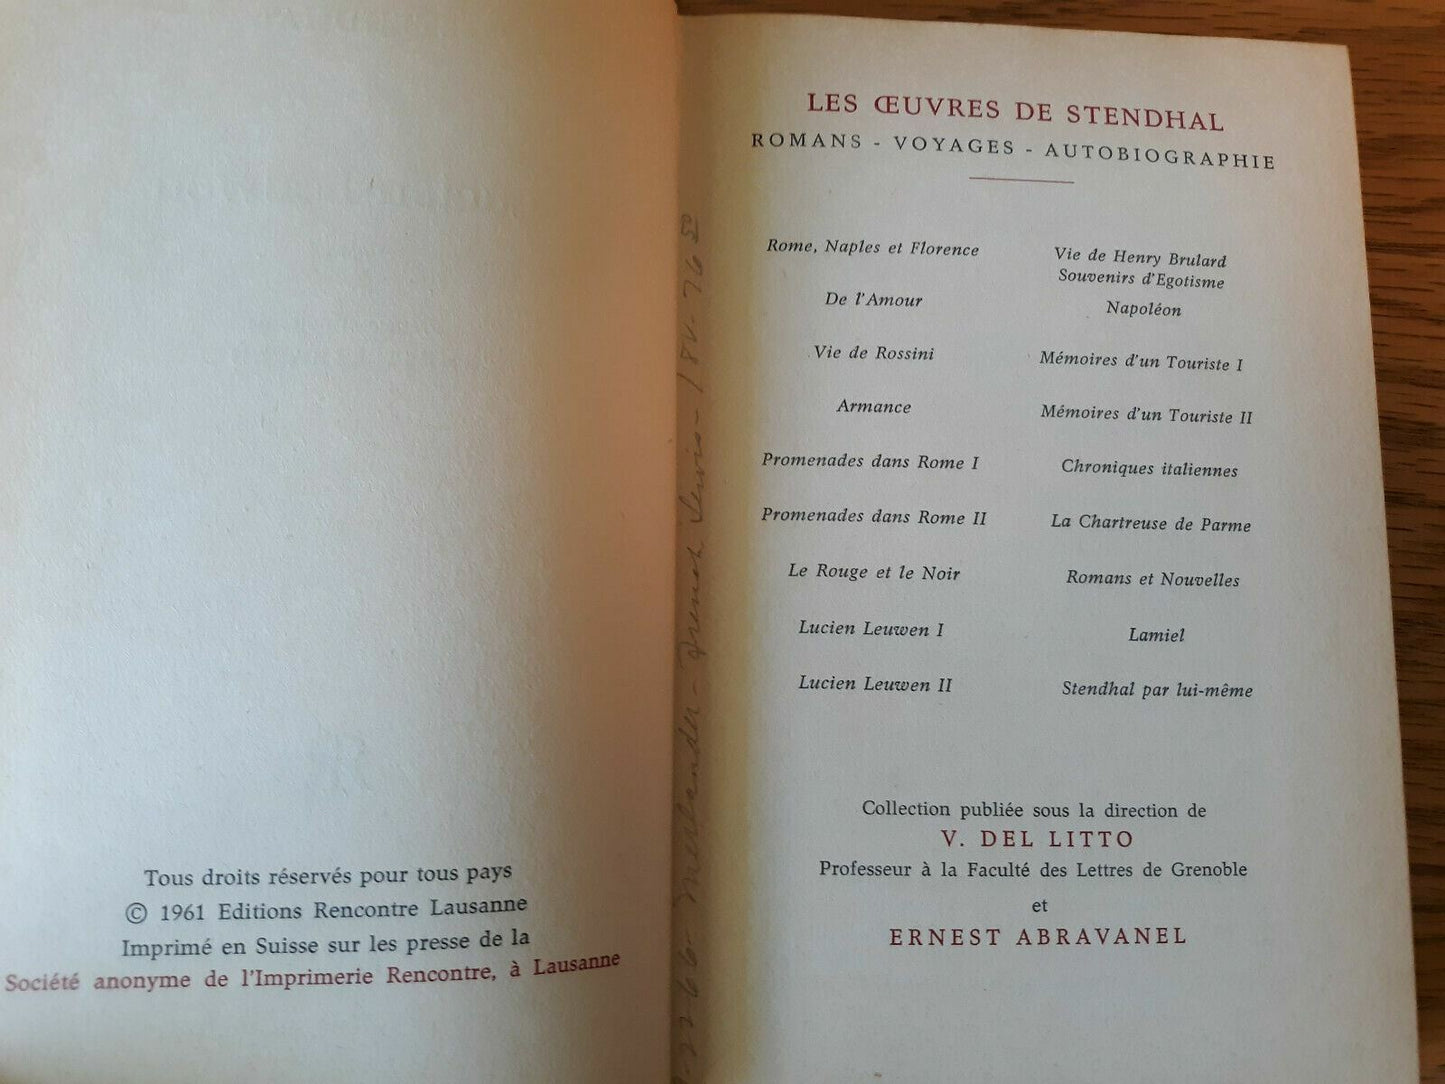 Tous droits réservés pour tous pays
© 1961 Editions Rencontre Lausanne
Imprimé en Suisse sur les presse de la
Société anonyme de l'Imprimerie Rencontre, à Lausanne
LES ŒUVRES DE STENDHAL
ROMANS - VOYAGES - AUTOBIOGRAPHIE
Rome, Naples et Florence
De l'Amour
Vie de Rossini
Armance
Promenades dans Rome I
Promenades dans Rome II
Le Rouge et le Noir
Lucien Leuwen I
Lucien Leuwen II
Vie de Henry Brulard
Souvenirs d'Egotisme
Napoléon
Mémoires d'un Touriste I
Mémoires d'un Touriste II
Chroniques italiennes
La Chartreuse de Parme
Romans et Nouvelles
Lamiel
Stendhal par lui-même
Collection publiée sous la direction de
V. DEL LITTO
Professeur à la Faculté des Lettres de Grenoble
et
ERNEST ABRAVANEL